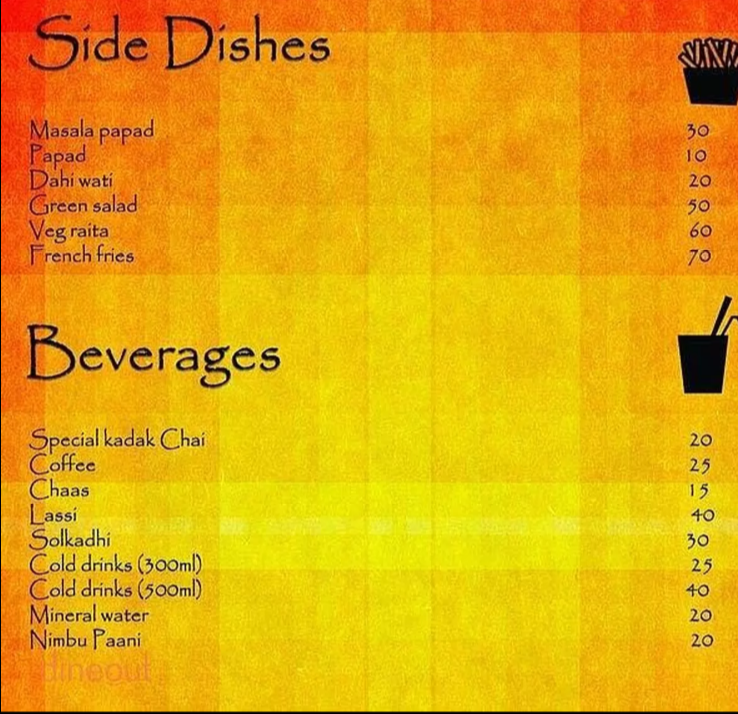 Side Dishes
Masala papad 30
Papad 10
Dahi wati 20
Green salad 50
Veg raita 60
French fries 70
Beverages
Special kadak Chai 20
Coffee 25
Chaas 15
Lassi 40
Solkadhi 30
Cold drinks (300ml) 25
Cold drinks (500ml) 40
Mineral water 20
Nimbu Paani 20
dineout